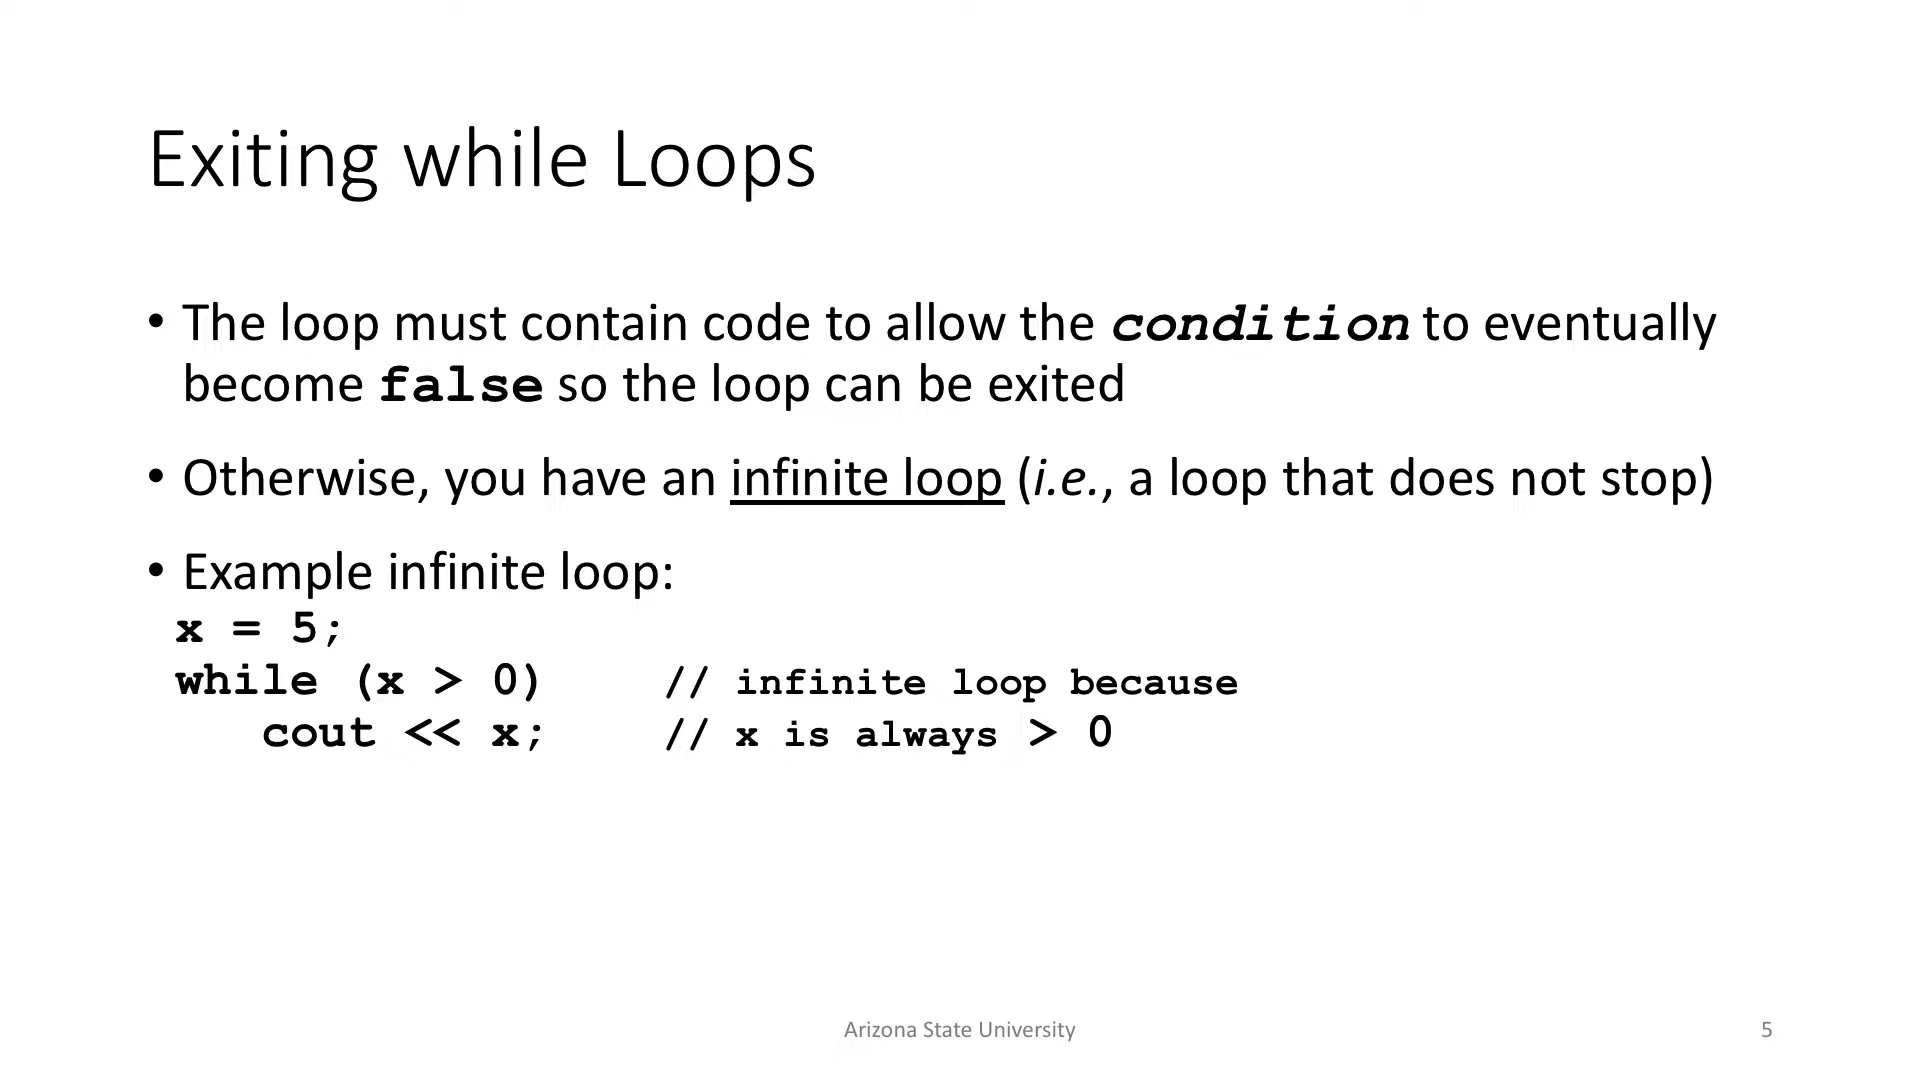 Exiting while Loops
• The loop must contain code to allow the condition to eventually
become false so the loop can be exited
• Otherwise, you have an infinite loop (i.e., a loop that does not stop)
• Example infinite loop:
x = 5;
while (x > 0)     // infinite loop because
   cout << x;     // x is always > 0
Arizona State University
5